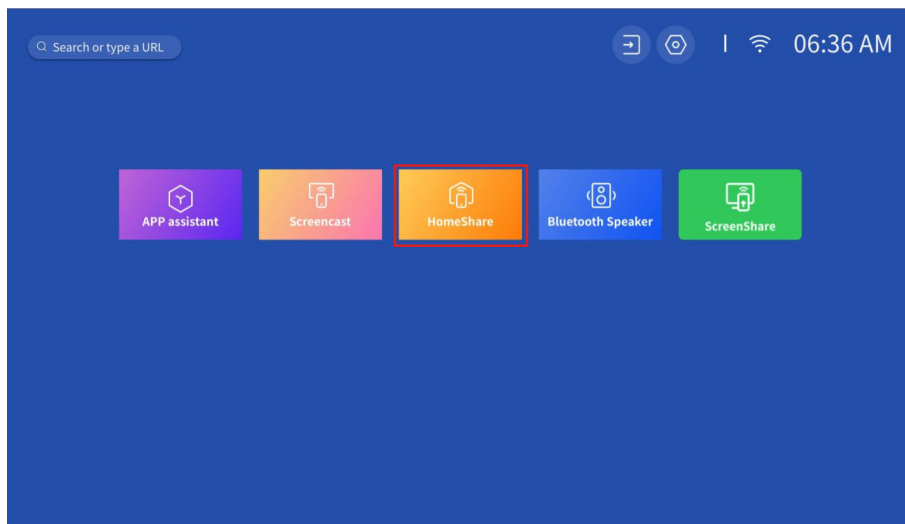 Search or type a URL
06:36 AM
APP assistant
Screencast
HomeShare
Bluetooth Speaker
ScreenShare